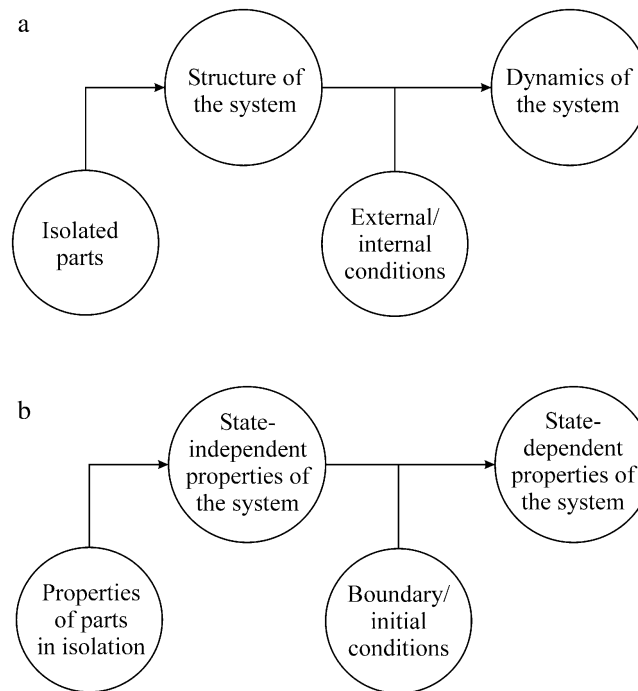 a
Structure of
the system
Dynamics of
the system
Isolated
parts
External/
internal
conditions
b
State-
independent
properties of
the system
State-
dependent
properties of
the system
Properties
of parts
in isolation
Boundary/
initial
conditions